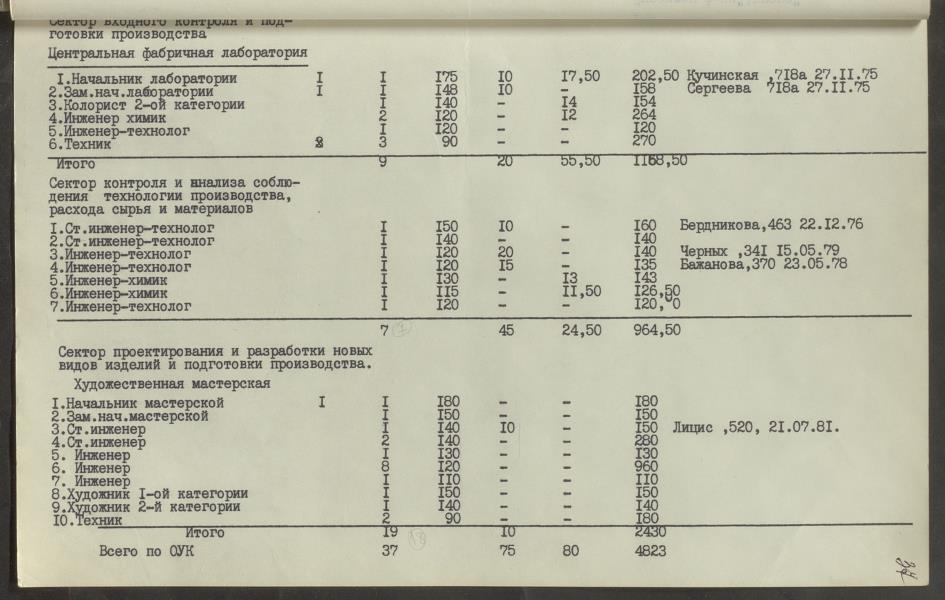 Сектор входного контроля и под-
готовки производства
Центральная фабричная лаборатория
I.Начальник лаборатории I I I75 I0 I7,50 202,50 Кучинская ,7I8а 27.II.75
2.Зам.нач.лаборатории I I I48 I0 - I58 Сергеева 7I8а 27.II.75
3.Колорист 2-ой категории I I40 - I4 I54
4.Инженер химик 2 I20 - I2 264
5.Инженер-технолог I I20 - - I20
6.Техник 3 90 - - 270
Итого 9 20 55,50 II68,50
Сектор контроля и анализа соблю-
дения технологии производства,
расхода сырья и материалов
I.Ст.инженер-технолог I I50 I0 - I60 Бердникова,463 22.I2.76
2.Ст.инженер-технолог I I40 - - I40
3.Инженер-технолог I I20 20 - I40 Черных ,34I I5.05.79
4.Инженер-технолог I I20 I5 - I35 Бажанова,370 23.05.78
5.Инженер-химик I I30 - I3 I43
6.Инженер-химик I II5 - II,50 I26,50
7.Инженер-технолог I I20 - - I20,00
7 45 24,50 964,50
Сектор проектирования и разработки новых
видов изделий и подготовки производства.
Художественная мастерская
I.Начальник мастерской I I I80 - - I80
2.Зам.нач.мастерской I I50 - - I50
3.Ст.инженер I I40 I0 - I50 Лицис ,520, 2I.07.8I.
4.Ст.инженер 2 I40 - - 280
5. Инженер I I30 - - I30
6. Инженер 8 I20 - - 960
7. Инженер I II0 - - II0
8.Художник I-ой категории I I50 - - I50
9.Художник 2-й категории I I40 - - I40
I0.Техник 2 90 - - I80
Итого I9 I0 2430
Всего по ОУК 37 75 80 4823